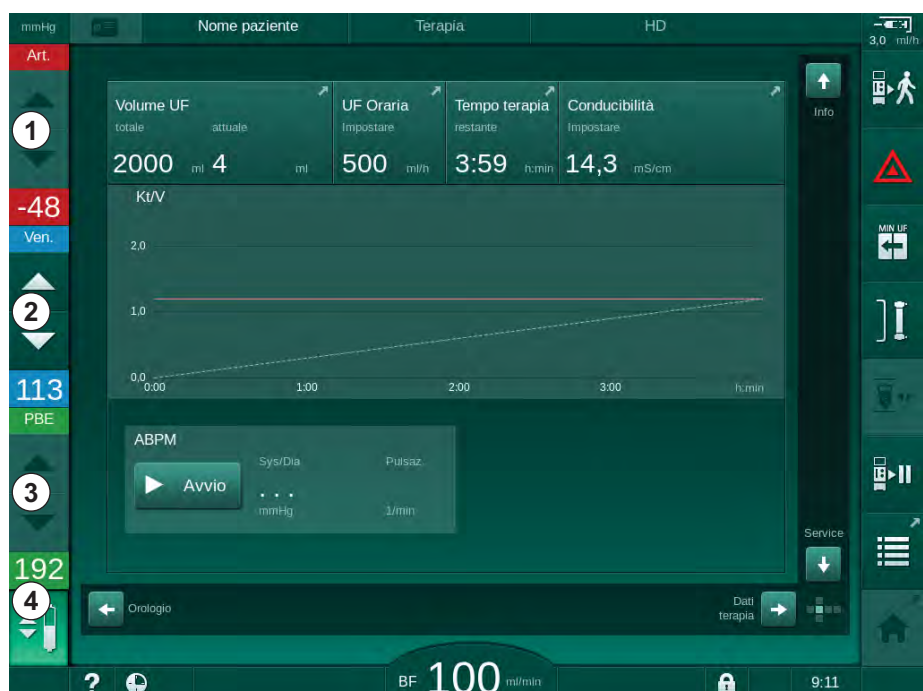 mmHg
Nome paziente
Terapia
HD
3,0 ml/h
Art.
1
-48
Ven.
2
113
PBE
3
192
4
Volume UF
totale attuale
2000 ml 4 ml
UF Oraria
Impostare
500 ml/h
Tempo terapia
restante
3:59 h:min
Conducibilità
Impostare
14,3 mS/cm
Kt/V
2,0
1,0
0,0
0:00 1:00 2:00 3:00 h:min
ABPM
Avvio
Sys/Dia
. . .
mmHg
Pulsaz.
1/min
Info
Service
MIN UF
Orologio
Dati
terapia
?
BF 100 ml/min
9:11